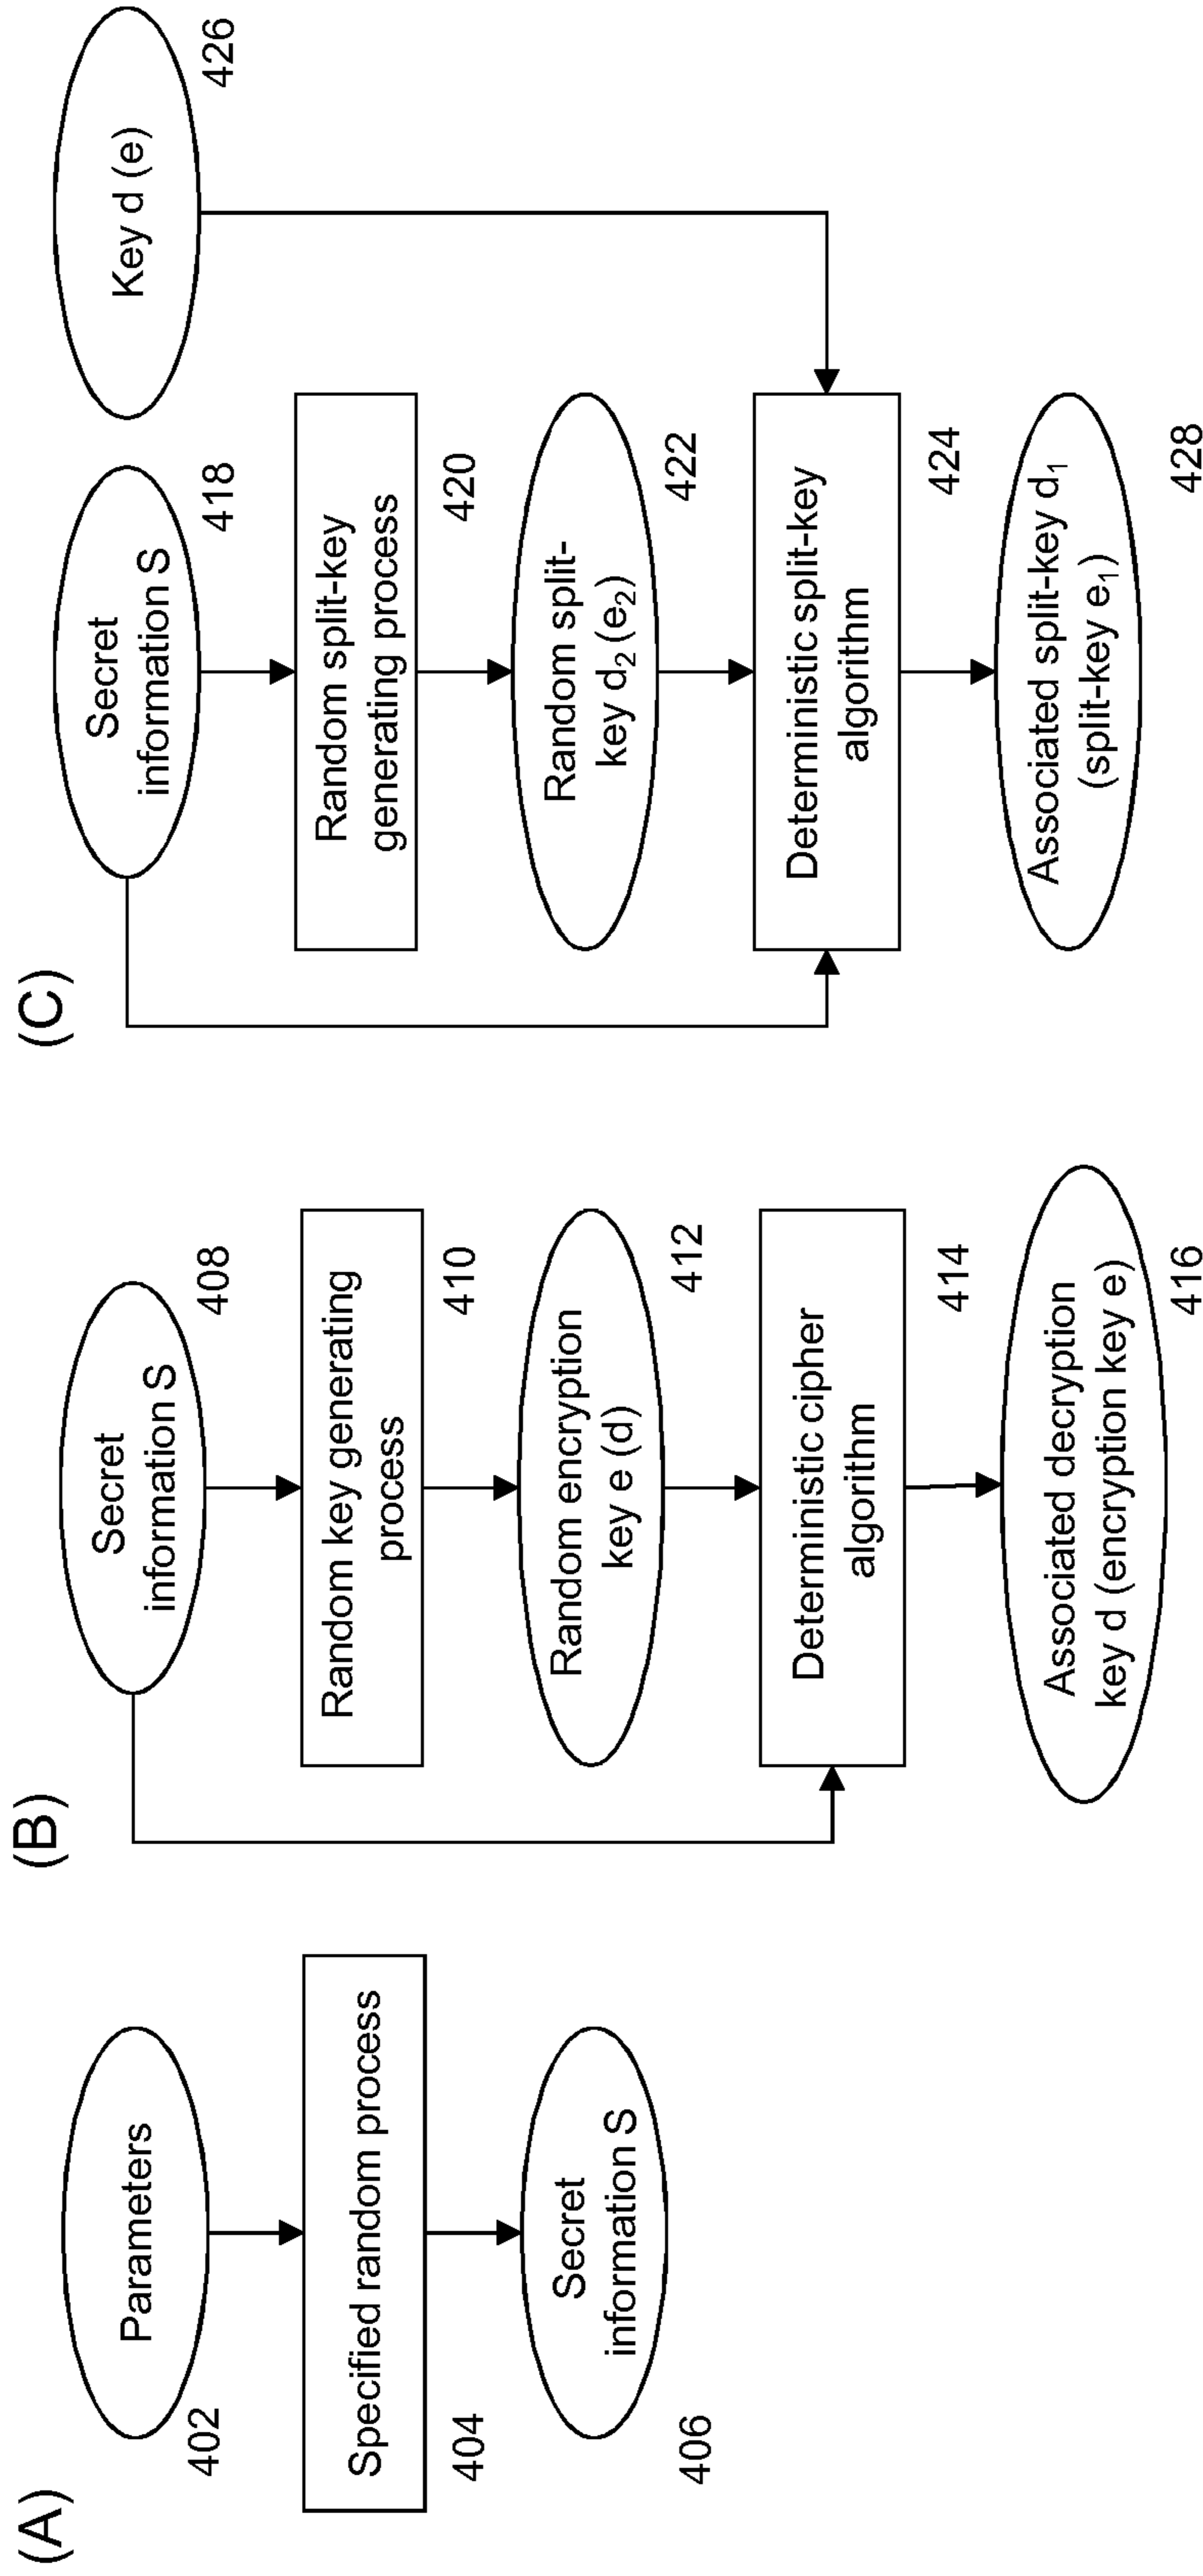 (A)
Parameters
402
Specified random process
404
Secret
information S
406
(B)
Secret
information S
408
Random key generating
process
410
Random encryption
key e (d)
412
Deterministic cipher
algorithm
414
Associated decryption
key d (encryption key e)
416
(C)
Secret
information S
418
Key d (e)
426
Random split-key
generating process
420
Random split-
key d₂ (e₂)
422
Deterministic split-key
algorithm
424
Associated split-key d₁
(split-key e₁)
428